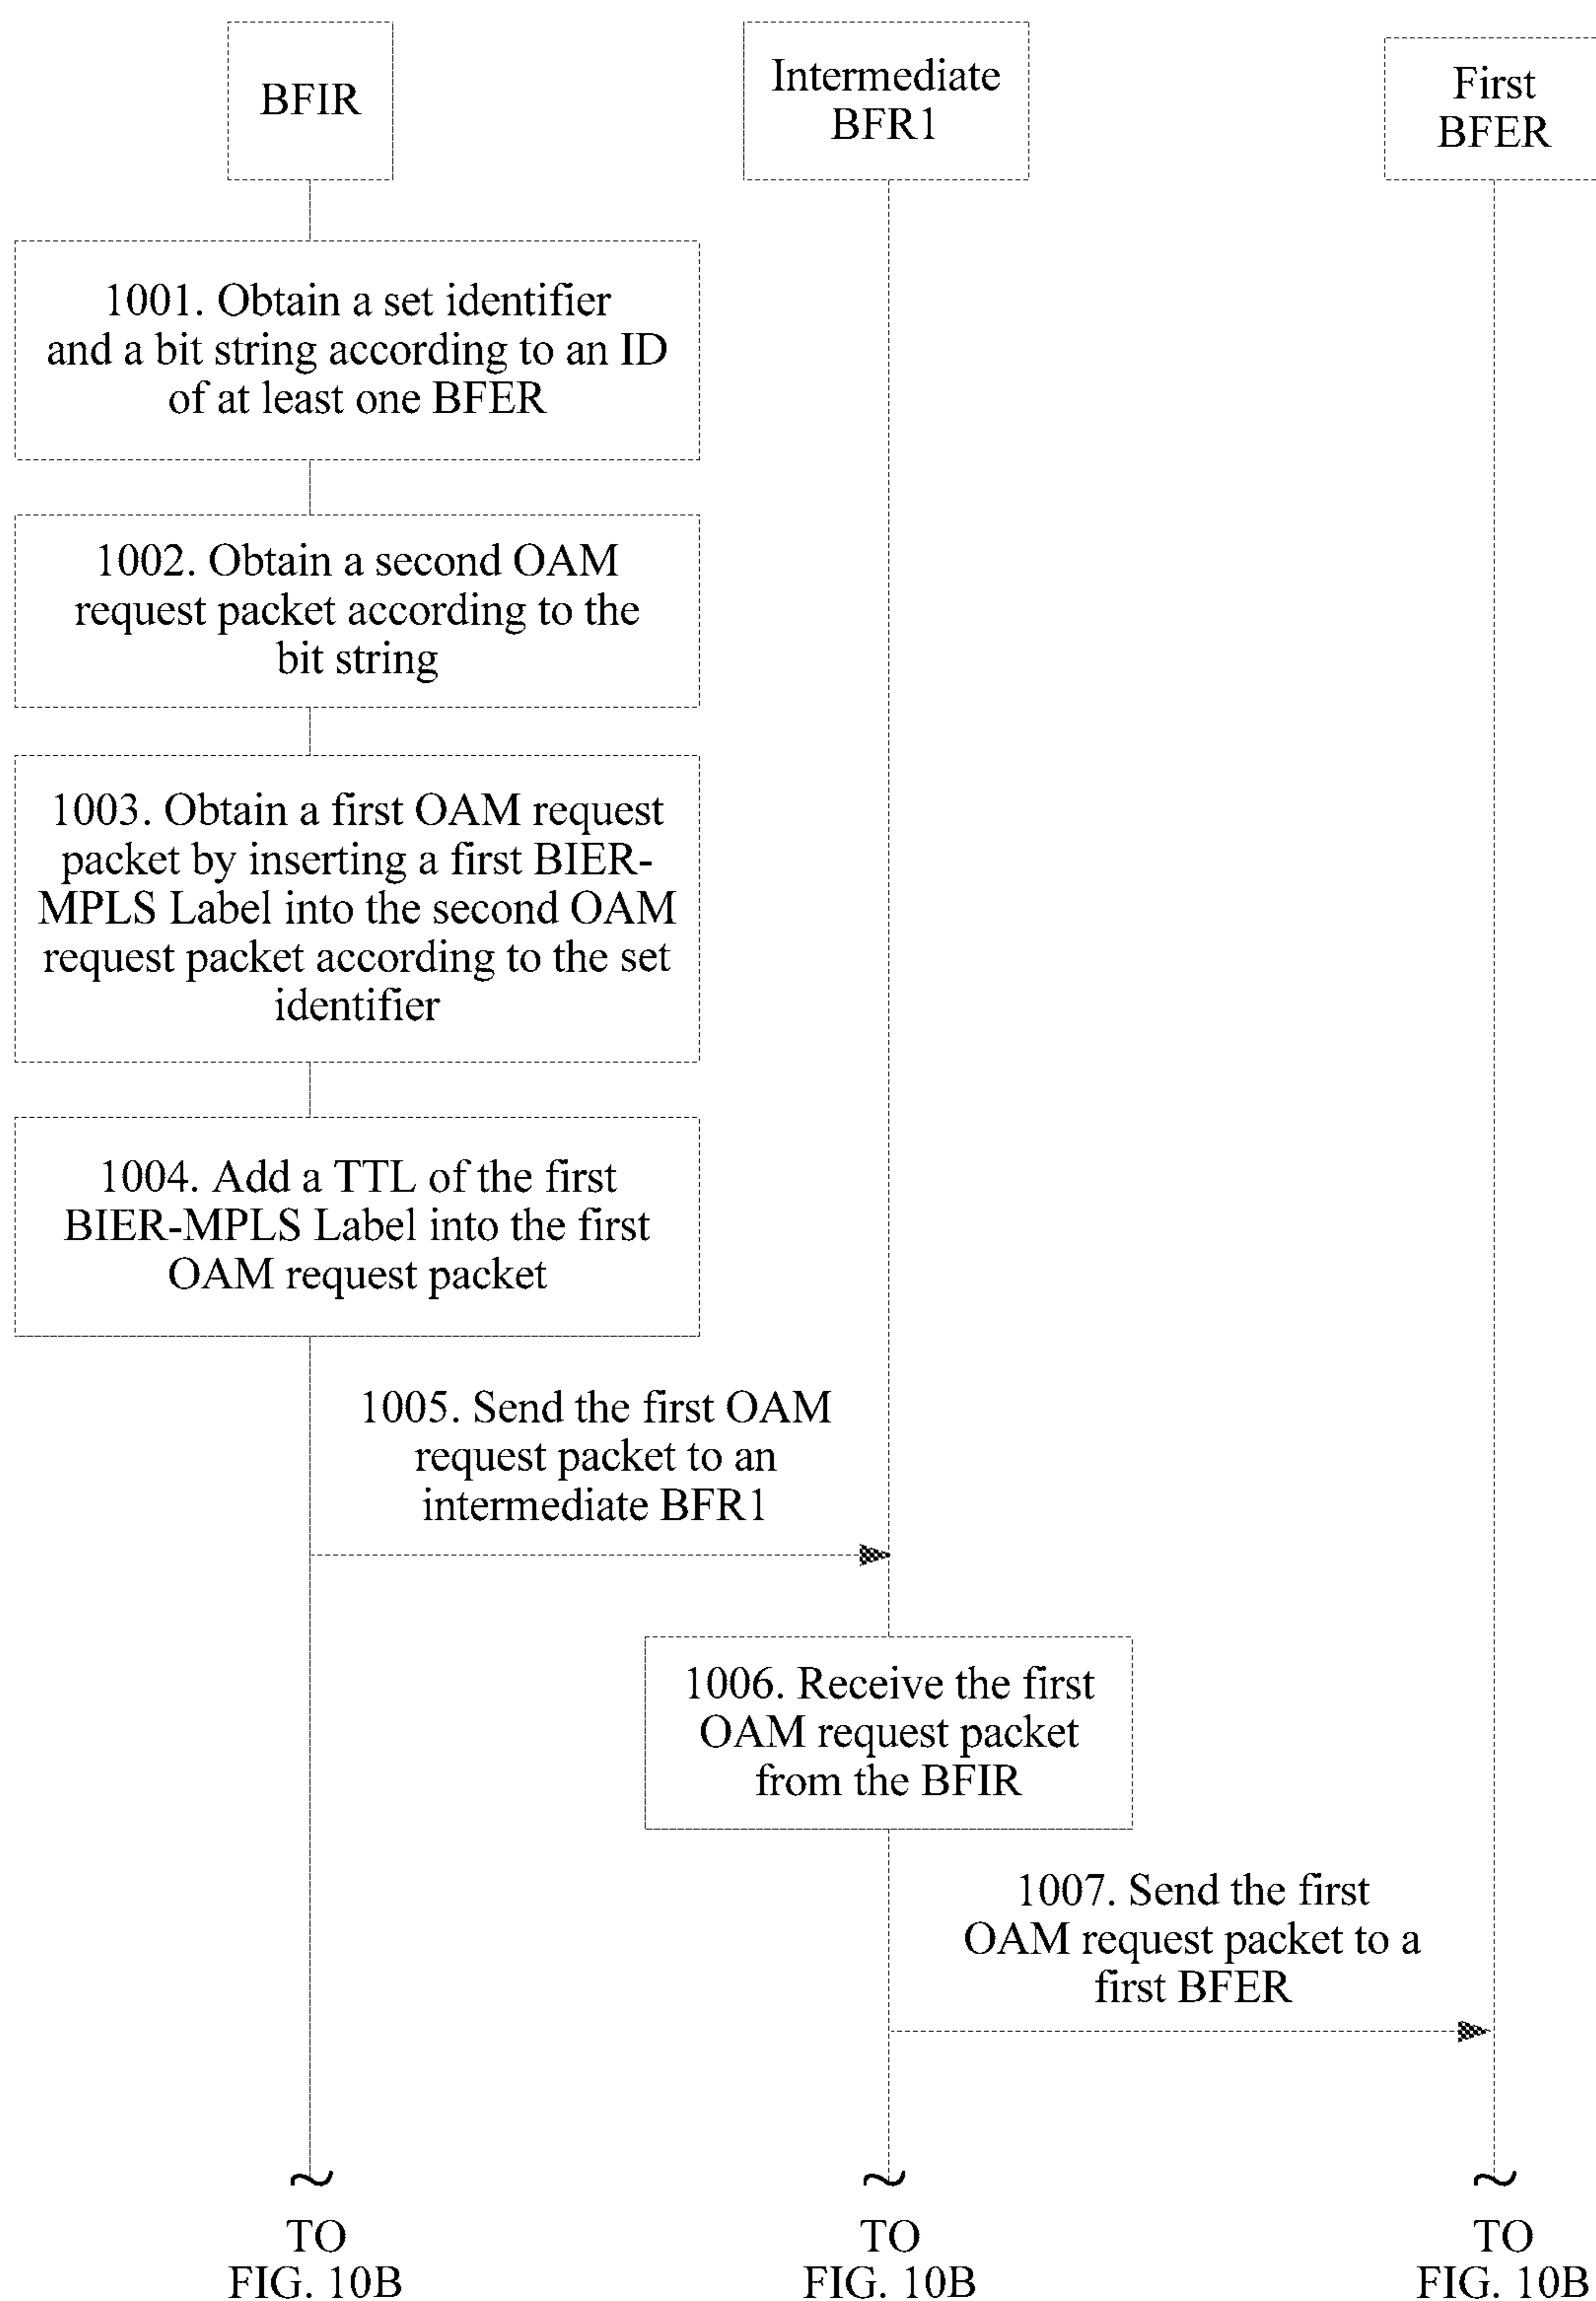 BFIR
Intermediate
BFR1
First
BFER
1001. Obtain a set identifier
and a bit string according to an ID
of at least one BFER
1002. Obtain a second OAM
request packet according to the
bit string
1003. Obtain a first OAM request
packet by inserting a first BIER-
MPLS Label into the second OAM
request packet according to the set
identifier
1004. Add a TTL of the first
BIER-MPLS Label into the first
OAM request packet
1005. Send the first OAM
request packet to an
intermediate BFR1
1006. Receive the first
OAM request packet
from the BFIR
1007. Send the first
OAM request packet to a
first BFER
TO
FIG. 10B
TO
FIG. 10B
TO
FIG. 10B